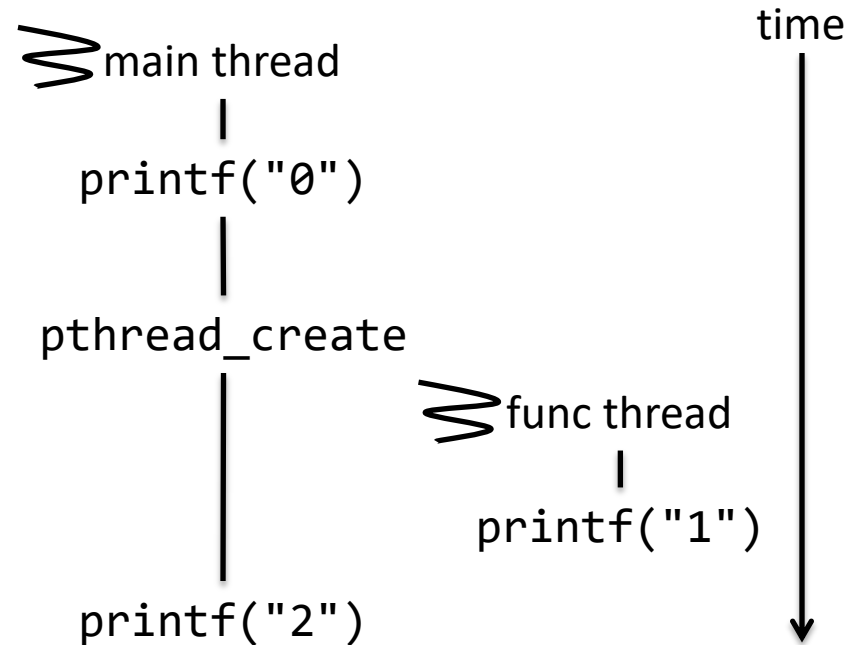 time
main thread
printf("0")
pthread_create
func thread
printf("1")
printf("2")